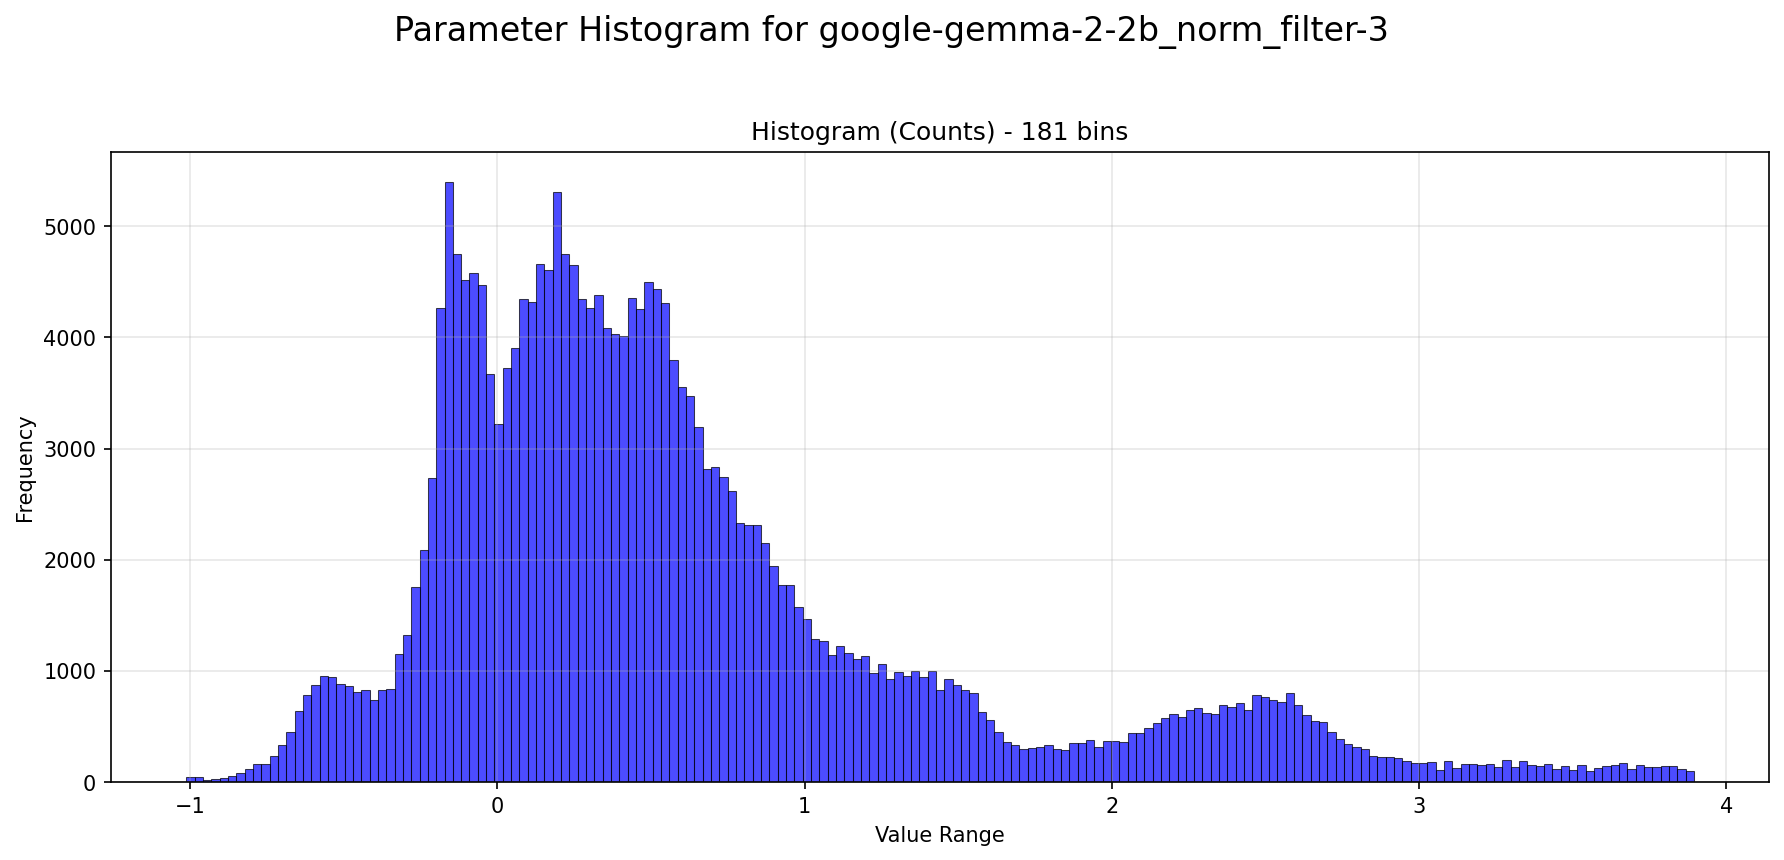 Parameter Histogram for google-gemma-2-2b_norm_filter-3
Histogram (Counts) - 181 bins
Frequency
5000
4000
3000
2000
1000
0
−1 0 1 2 3 4
Value Range